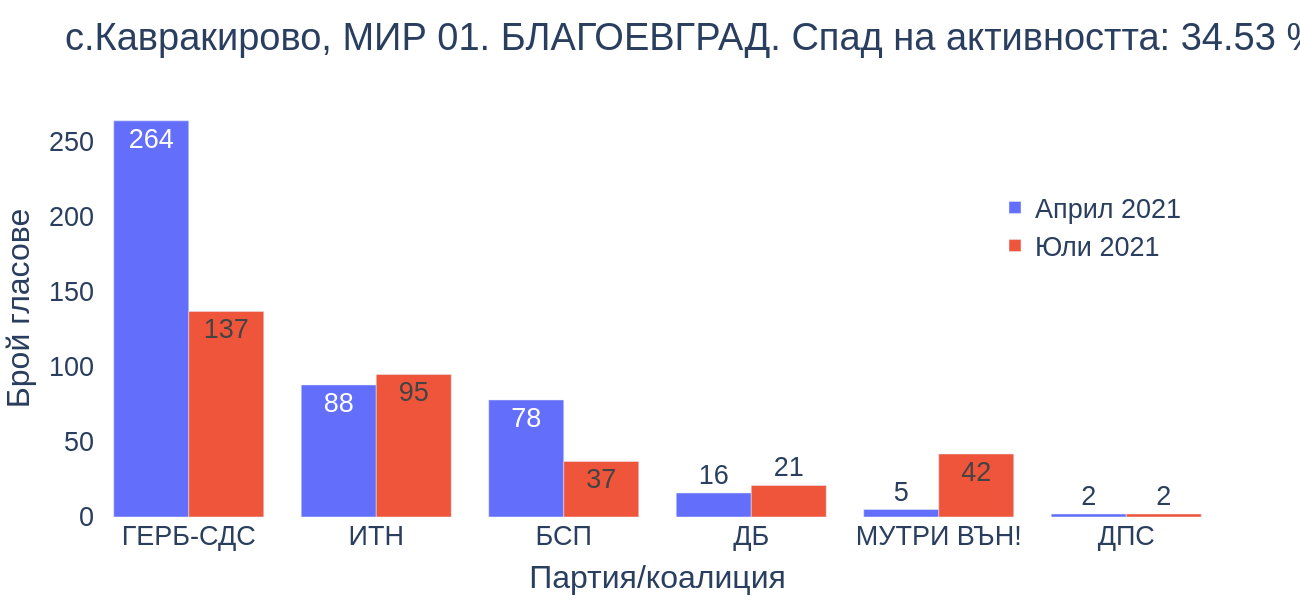 с.Кавракирово, МИР 01. БЛАГОЕВГРАД. Спад на активността: 34.53 %
Брой гласове
250
200
150
100
50
0
264
137
88
95
78
37
16
21
5
42
2
2
Април 2021
Юли 2021
ГЕРБ-СДС
ИТН
БСП
ДБ
МУТРИ ВЪН!
ДПС
Партия/коалиция